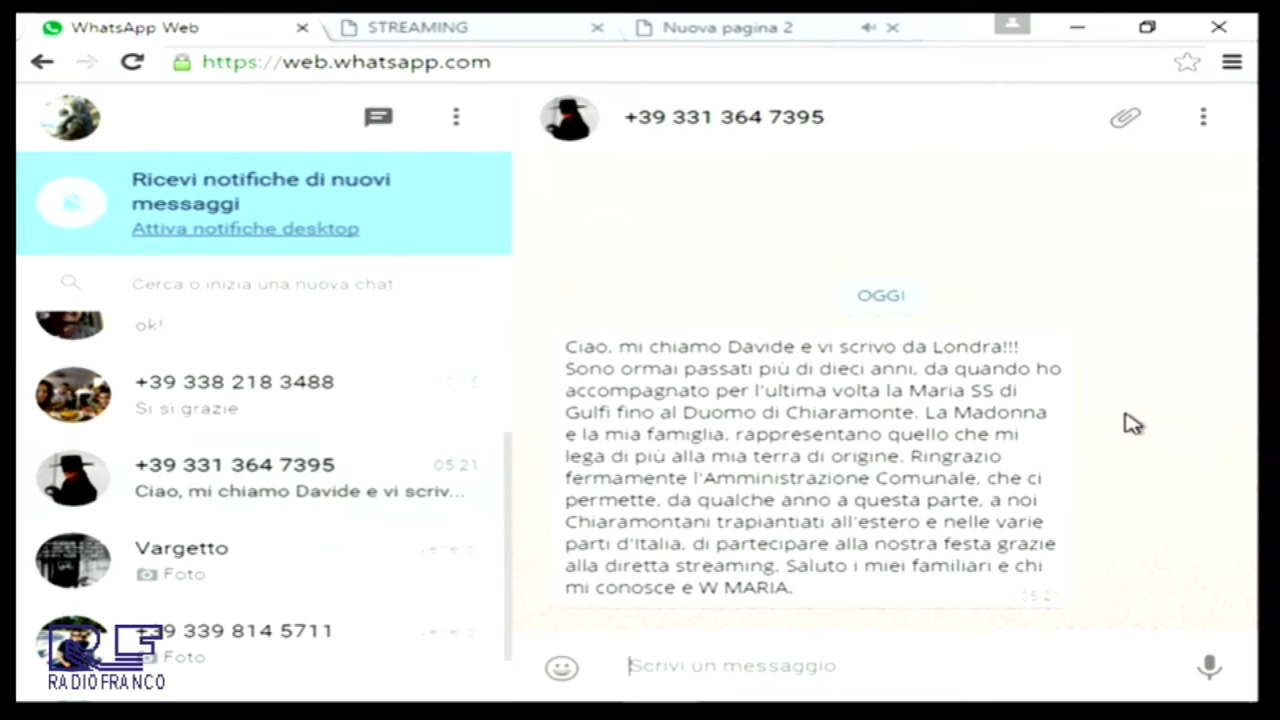 WhatsApp Web
STREAMING
Nuova pagina 2
https://web.whatsapp.com
+39 331 364 7395
Ricevi notifiche di nuovi
messaggi
Attiva notifiche desktop
Cerca o inizia una nuova chat
ok!
+39 338 218 3488
Si sì grazie
+39 331 364 7395
05:21
Ciao, mi chiamo Davide e vi scriv...
Vargetto
Foto
+39 339 814 5711
Foto
RADIOFRANCO
OGGI
Ciao, mi chiamo Davide e vi scrivo da Londra!!!
Sono ormai passati più di dieci anni, da quando ho
accompagnato per l'ultima volta la Maria SS di
Gulfi fino al Duomo di Chiaramonte. La Madonna
e la mia famiglia, rappresentano quello che mi
lega di più alla mia terra di origine. Ringrazio
fermamente l'Amministrazione Comunale, che ci
permette, da qualche anno a questa parte, a noi
Chiaramontani trapiantiati all'estero e nelle varie
parti d'Italia, di partecipare alla nostra festa grazie
alla diretta streaming. Saluto i miei familiari e chi
mi conosce e W MARIA.
05:21
Scrivi un messaggio